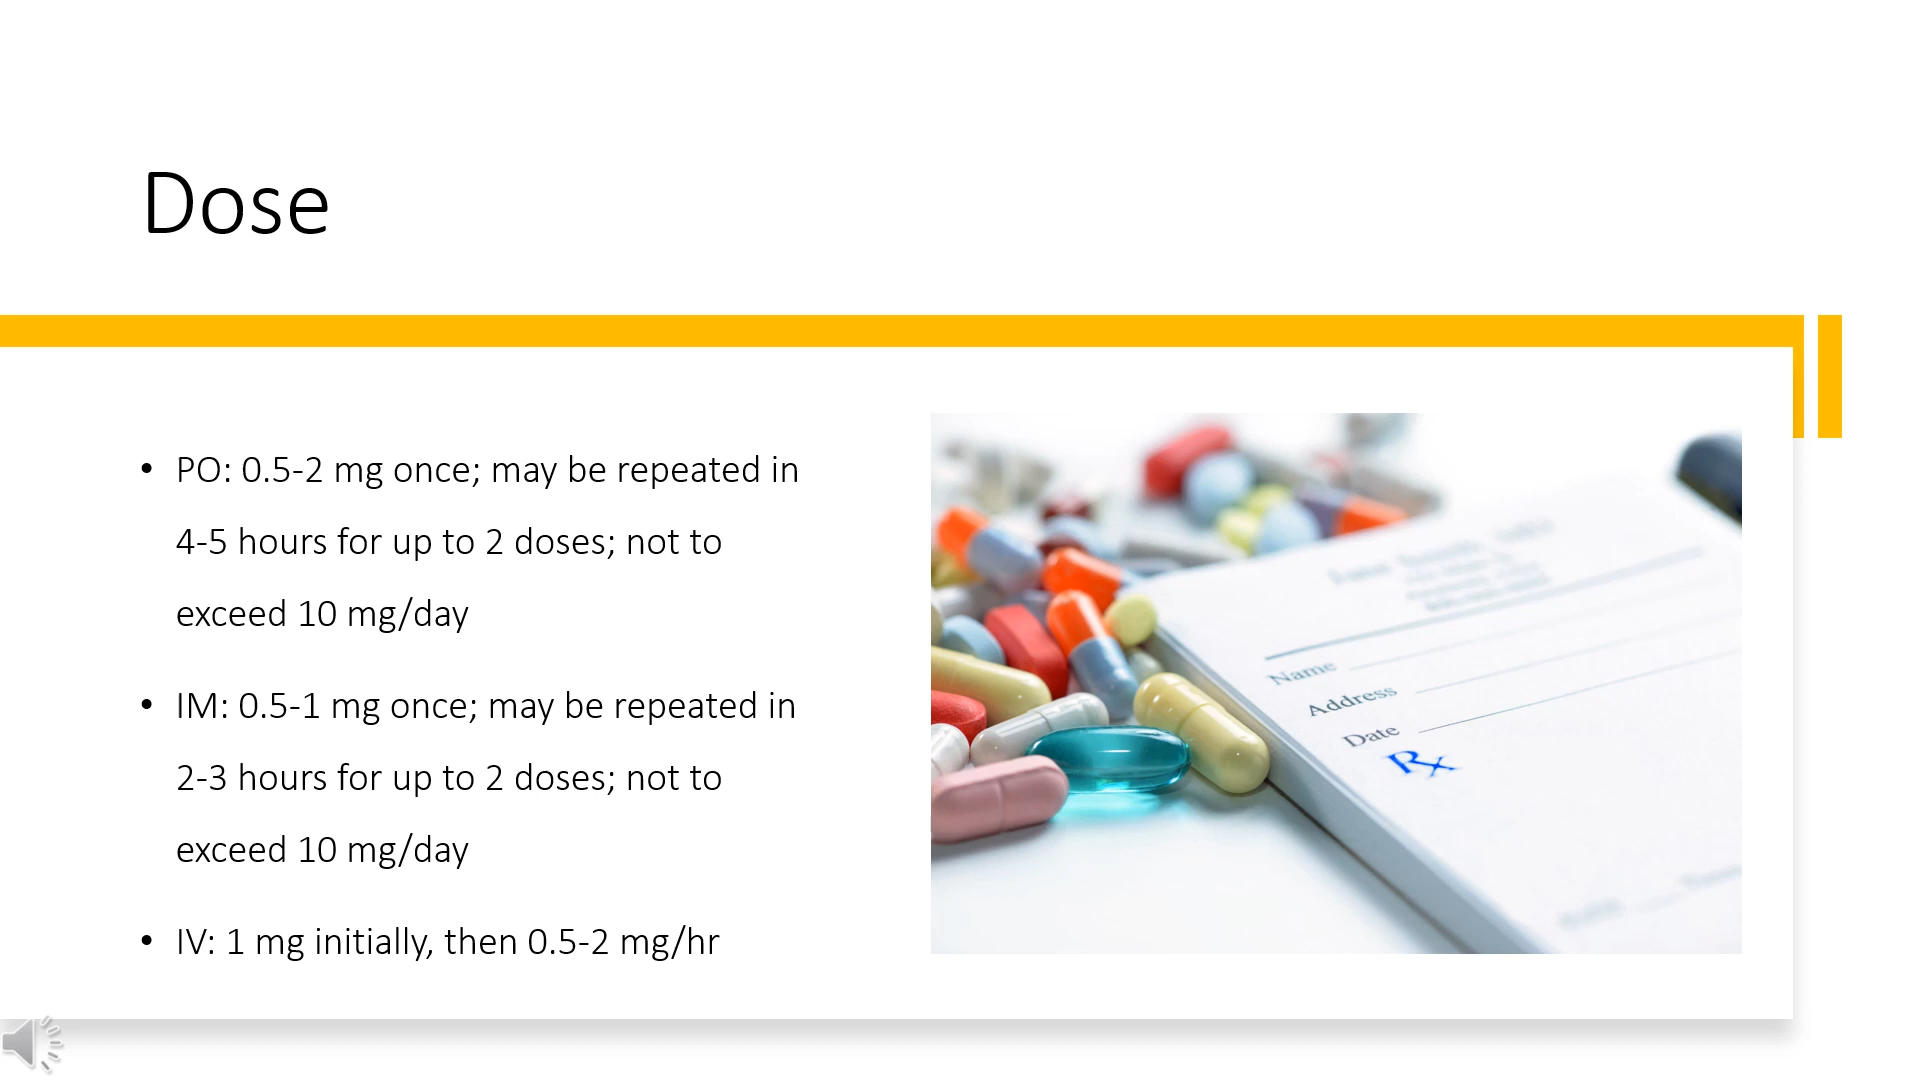 Dose
• PO: 0.5-2 mg once; may be repeated in
4-5 hours for up to 2 doses; not to
exceed 10 mg/day
• IM: 0.5-1 mg once; may be repeated in
2-3 hours for up to 2 doses; not to
exceed 10 mg/day
• IV: 1 mg initially, then 0.5-2 mg/hr
Name
Address
Date
Rx